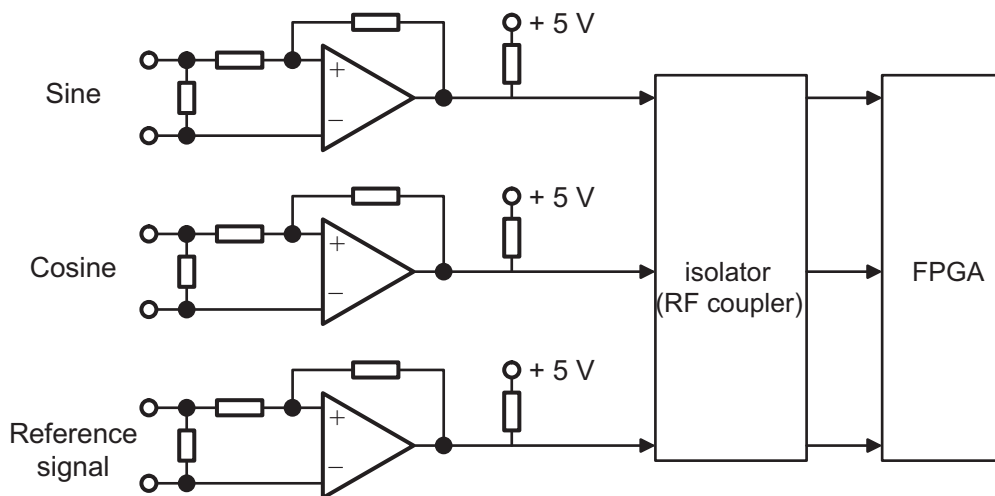 + 5 V
+
−
Sine
+ 5 V
+
−
Cosine
isolator
(RF coupler)
FPGA
+ 5 V
+
−
Reference
signal